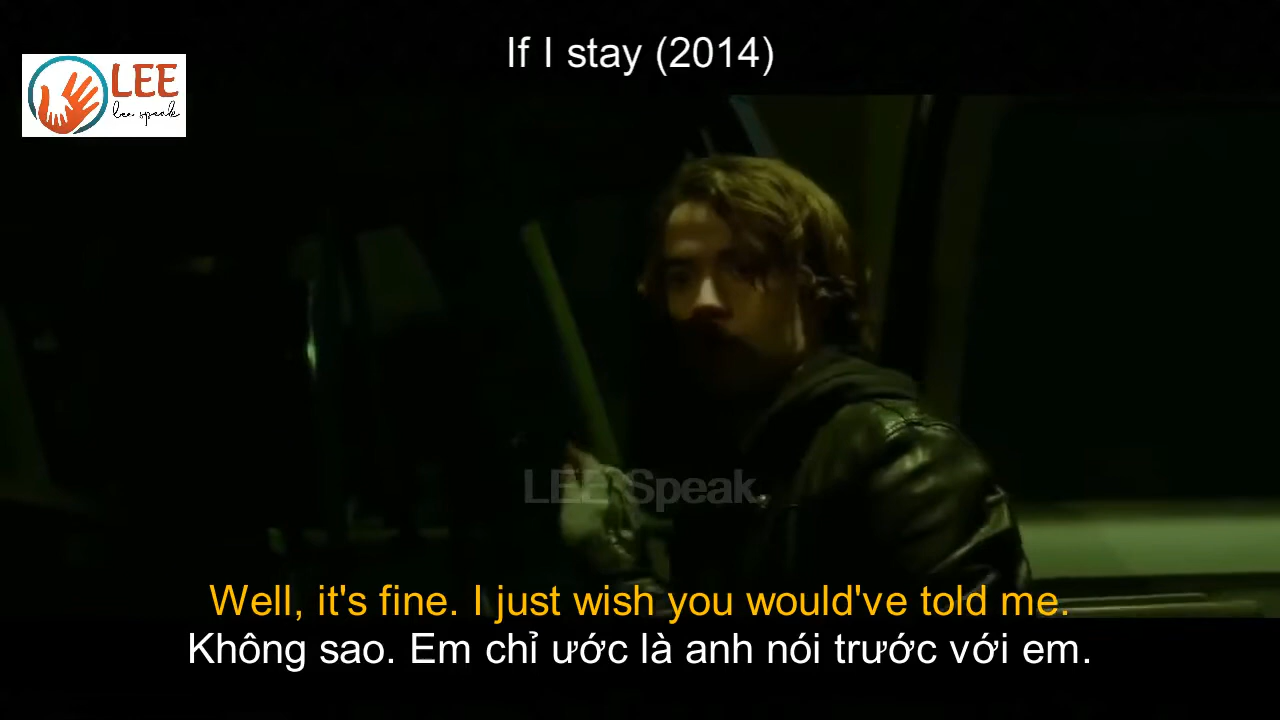 If I stay (2014)
LEE
lee speak
LEE Speak
Well, it's fine. I just wish you would've told me.
Không sao. Em chỉ ước là anh nói trước với em.